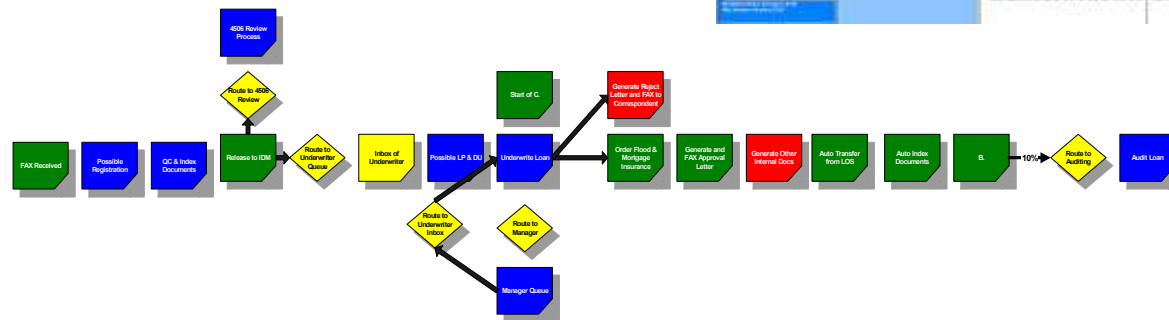 4506 Review
Process
Route to 4506
Review
Start of C.
Generate Reject
Letter and FAX to
Correspondent
FAX Received
Possible
Registration
QC & Index
Documents
Release to IDM
Route to
Underwriter
Queue
Inbox of
Underwriter
Possible LP & DU
Underwrite Loan
Order Flood &
Mortgage
Insurance
Generate and
FAX Approval
Letter
Generate Other
Internal Docs
Auto Transfer
from LOS
Auto Index
Documents
B.
10%
Route to
Auditing
Audit Loan
Route to
Underwriter
Inbox
Route to
Manager
Manager Queue